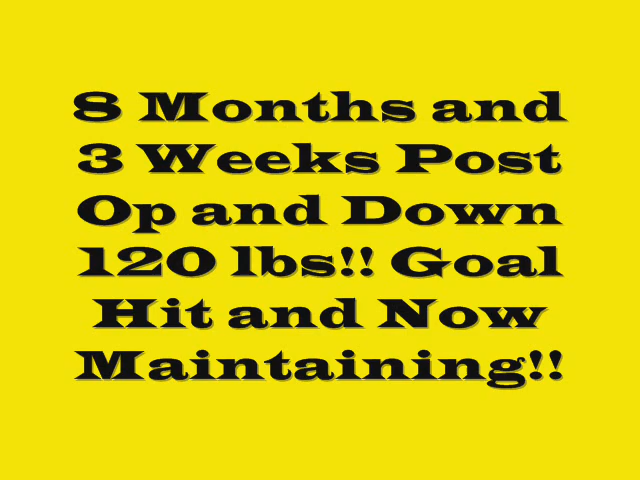 8 Months and
3 Weeks Post
Op and Down
120 lbs!! Goal
Hit and Now
Maintaining!!